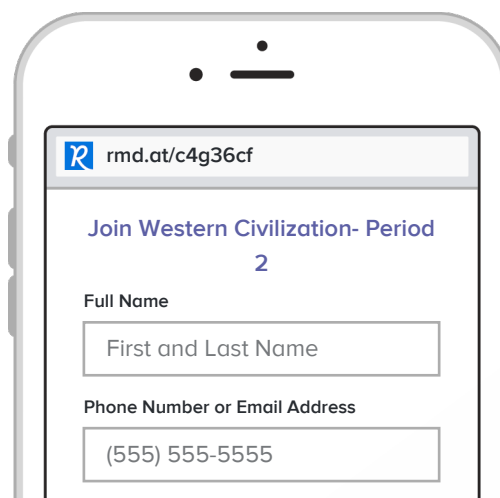 rmd.at/c4g36cf
Join Western Civilization- Period
2
Full Name
First and Last Name
Phone Number or Email Address
(555) 555-5555